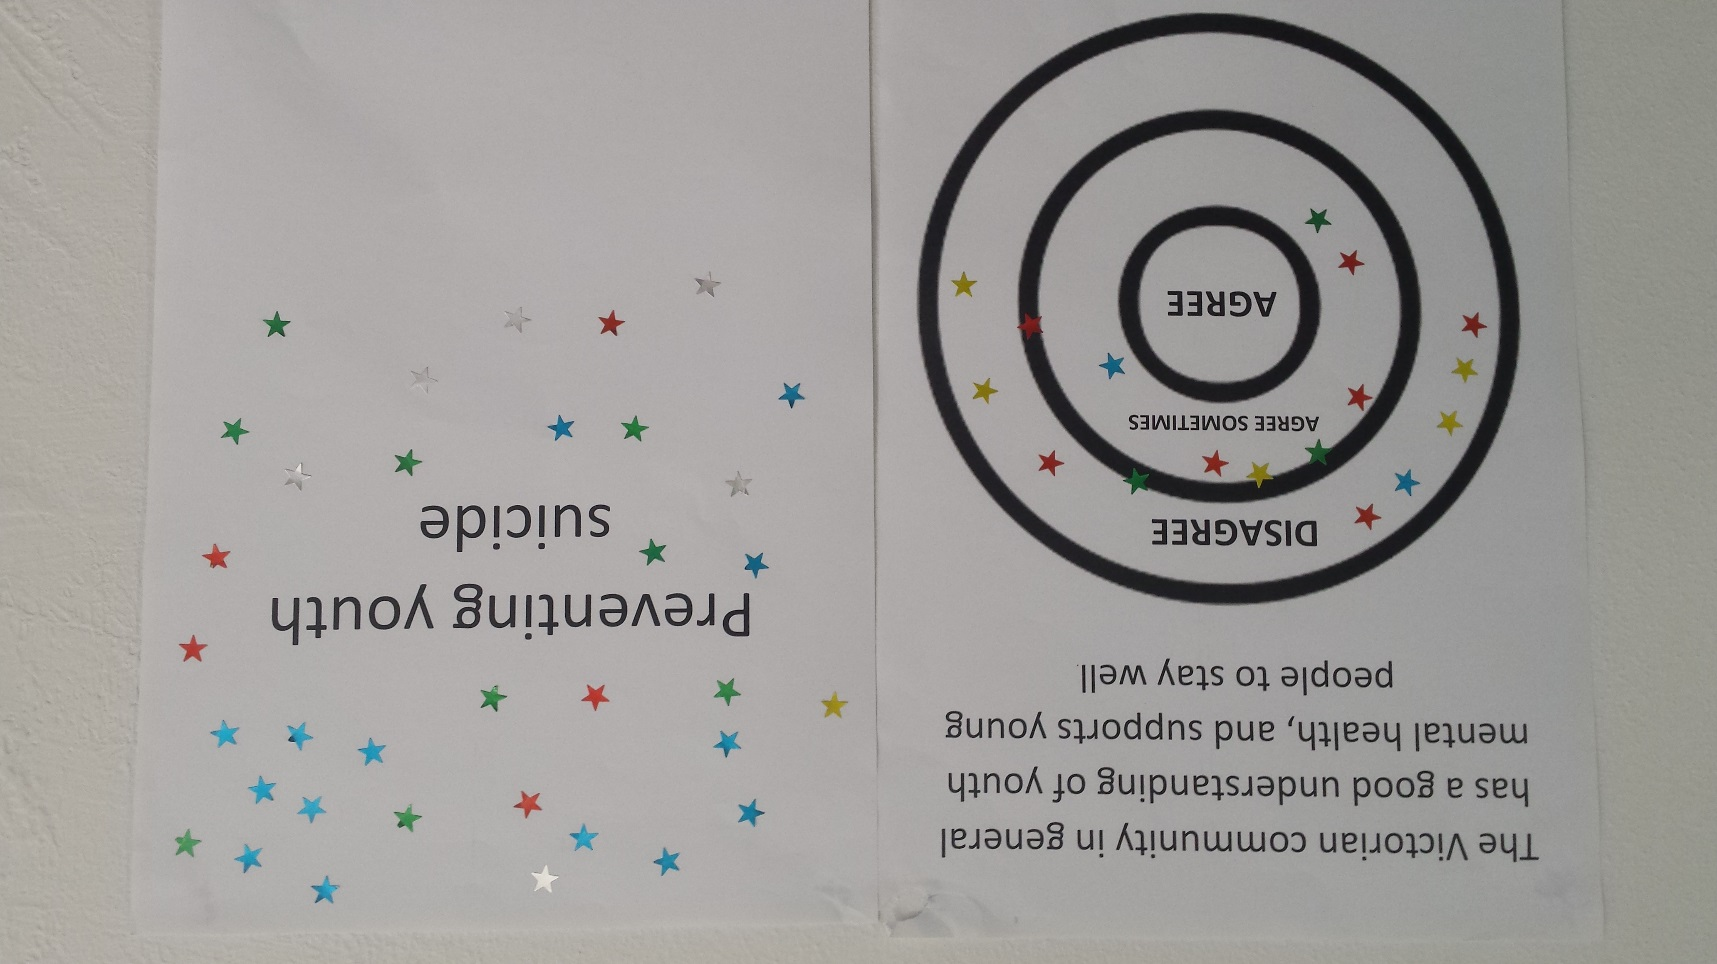 The Victorian community in general
has a good understanding of youth
mental health, and supports young
people to stay well
DISAGREE
AGREE SOMETIMES
AGREE
Preventing youth
suicide